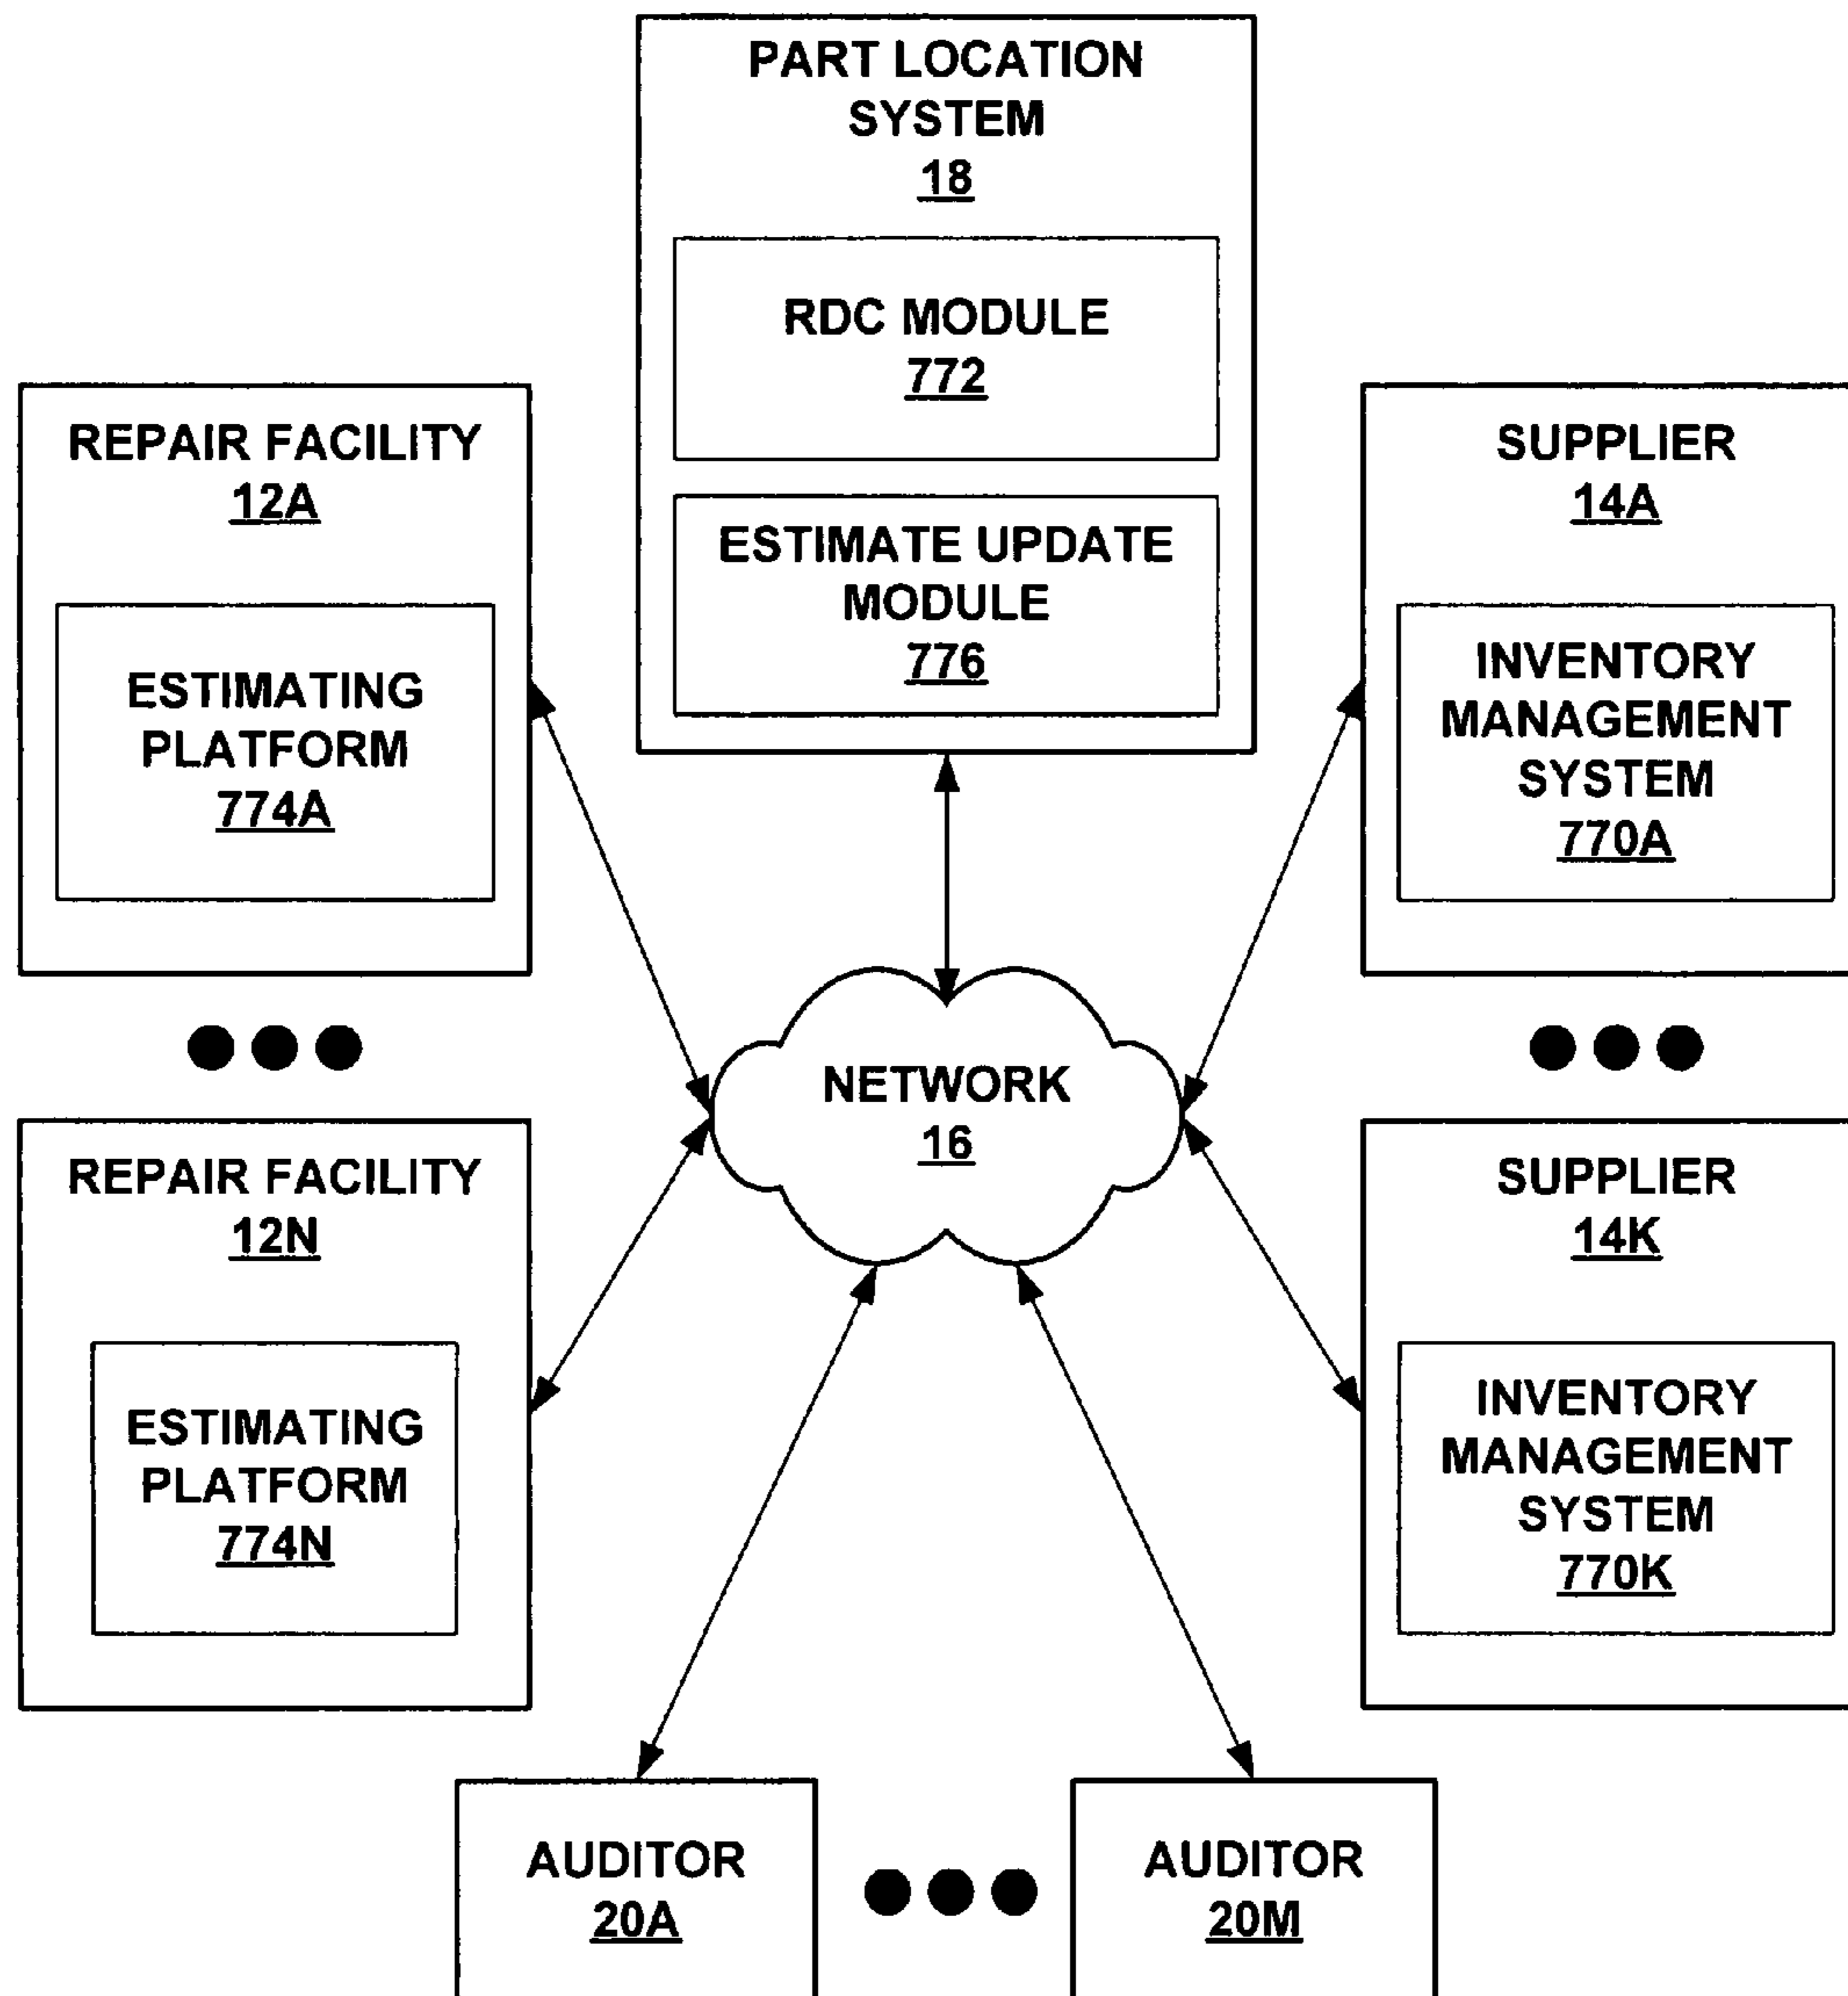 PART LOCATION
SYSTEM
18
RDC MODULE
772
ESTIMATE UPDATE
MODULE
776
REPAIR FACILITY
12A
ESTIMATING
PLATFORM
774A
SUPPLIER
14A
INVENTORY
MANAGEMENT
SYSTEM
770A
NETWORK
16
REPAIR FACILITY
12N
ESTIMATING
PLATFORM
774N
SUPPLIER
14K
INVENTORY
MANAGEMENT
SYSTEM
770K
AUDITOR
20A
AUDITOR
20M